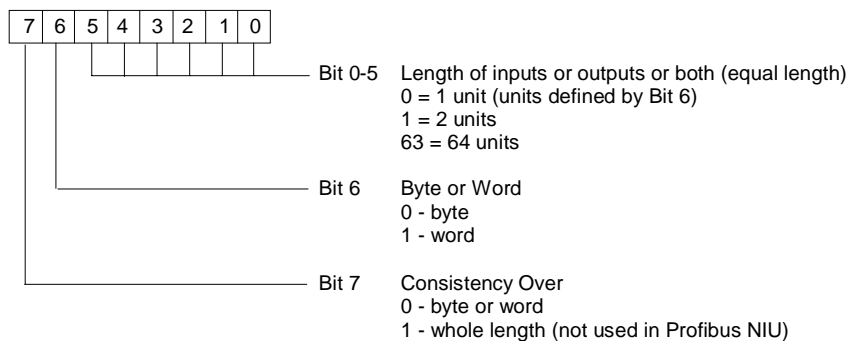 7 6 5 4 3 2 1 0
Bit 0-5 Length of inputs or outputs or both (equal length)
0 = 1 unit (units defined by Bit 6)
1 = 2 units
63 = 64 units
Bit 6 Byte or Word
0 - byte
1 - word
Bit 7 Consistency Over
0 - byte or word
1 - whole length (not used in Profibus NIU)